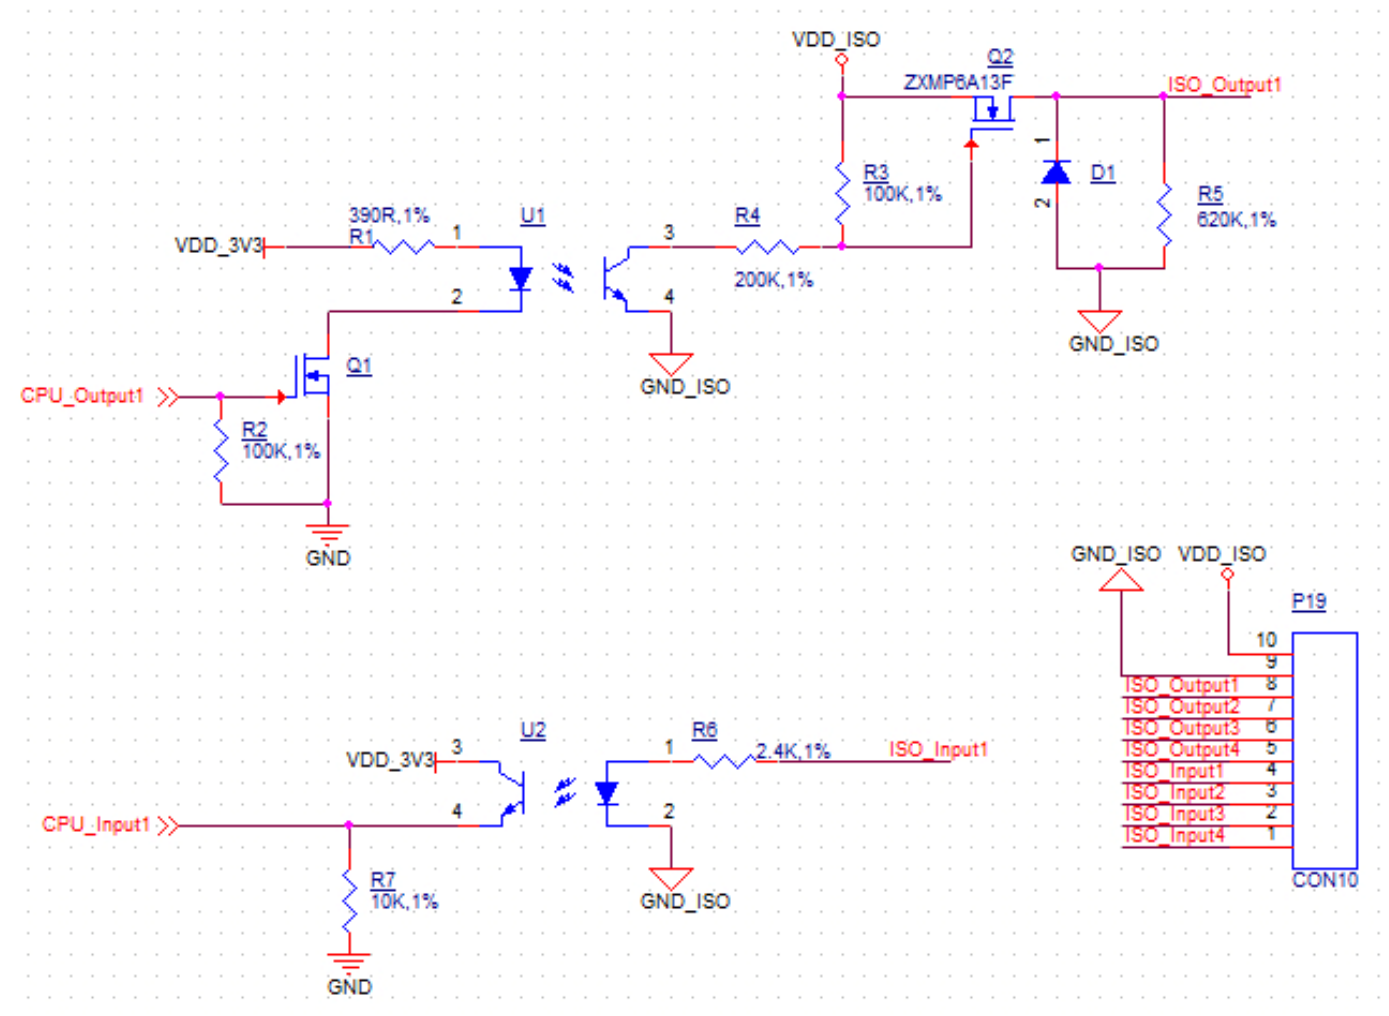 VDD_ISO
Q2
ZXMP6A13F
ISO_Output1
1
2
D1
R3
100K,1%
R5
620K,1%
390R,1%
R1
VDD_3V3
1
U1
3
R4
200K,1%
2
4
GND_ISO
GND_ISO
Q1
CPU_Output1
R2
100K,1%
GND
GND_ISO VDD_ISO
P19
10
9
ISO_Output1 8
ISO_Output2 7
ISO_Output3 6
ISO_Output4 5
ISO_Input1 4
ISO_Input2 3
ISO_Input3 2
ISO_Input4 1
CON10
U2
VDD_3V3
3
1
R6
2.4K,1%
ISO_Input1
CPU_Input1
4
2
GND_ISO
R7
10K,1%
GND